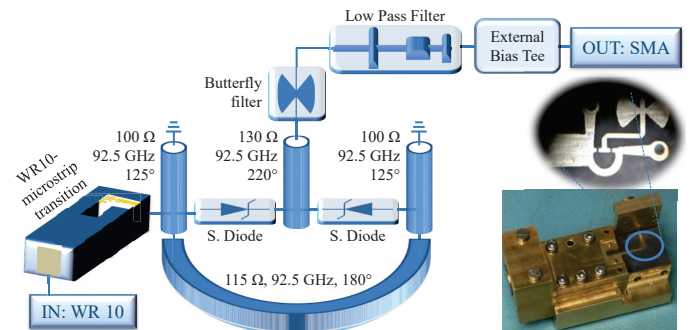 Low Pass Filter
External
Bias Tee
OUT: SMA
Butterfly
filter
100 Ω
92.5 GHz
125°
130 Ω
92.5 GHz
220°
100 Ω
92.5 GHz
125°
WR10-
microstrip
transition
S. Diode
S. Diode
115 Ω, 92.5 GHz, 180°
IN: WR 10